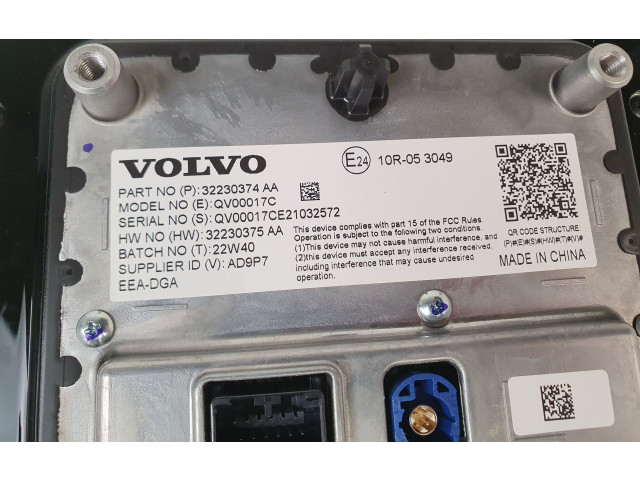 VOLVO
E24 10R-05 3049
PART NO (P): 32230374 AA
MODEL NO (E): QV00017C
SERIAL NO (S): QV00017CE21032572
HW NO (HW): 32230375 AA
BATCH NO (T): 22W40
SUPPLIER ID (V): AD9P7
EEA-DGA
This device complies with part 15 of the FCC Rules.
Operation is subject to the following two conditions
(1)This device may not cause harmful interference, and
(2)this device must accept any interference received,
including interference that may cause undesired
operation.
QR CODE STRUCTURE:
(P)#(E)#(S)#(HW)#(T)#(V)#
MADE IN CHINA